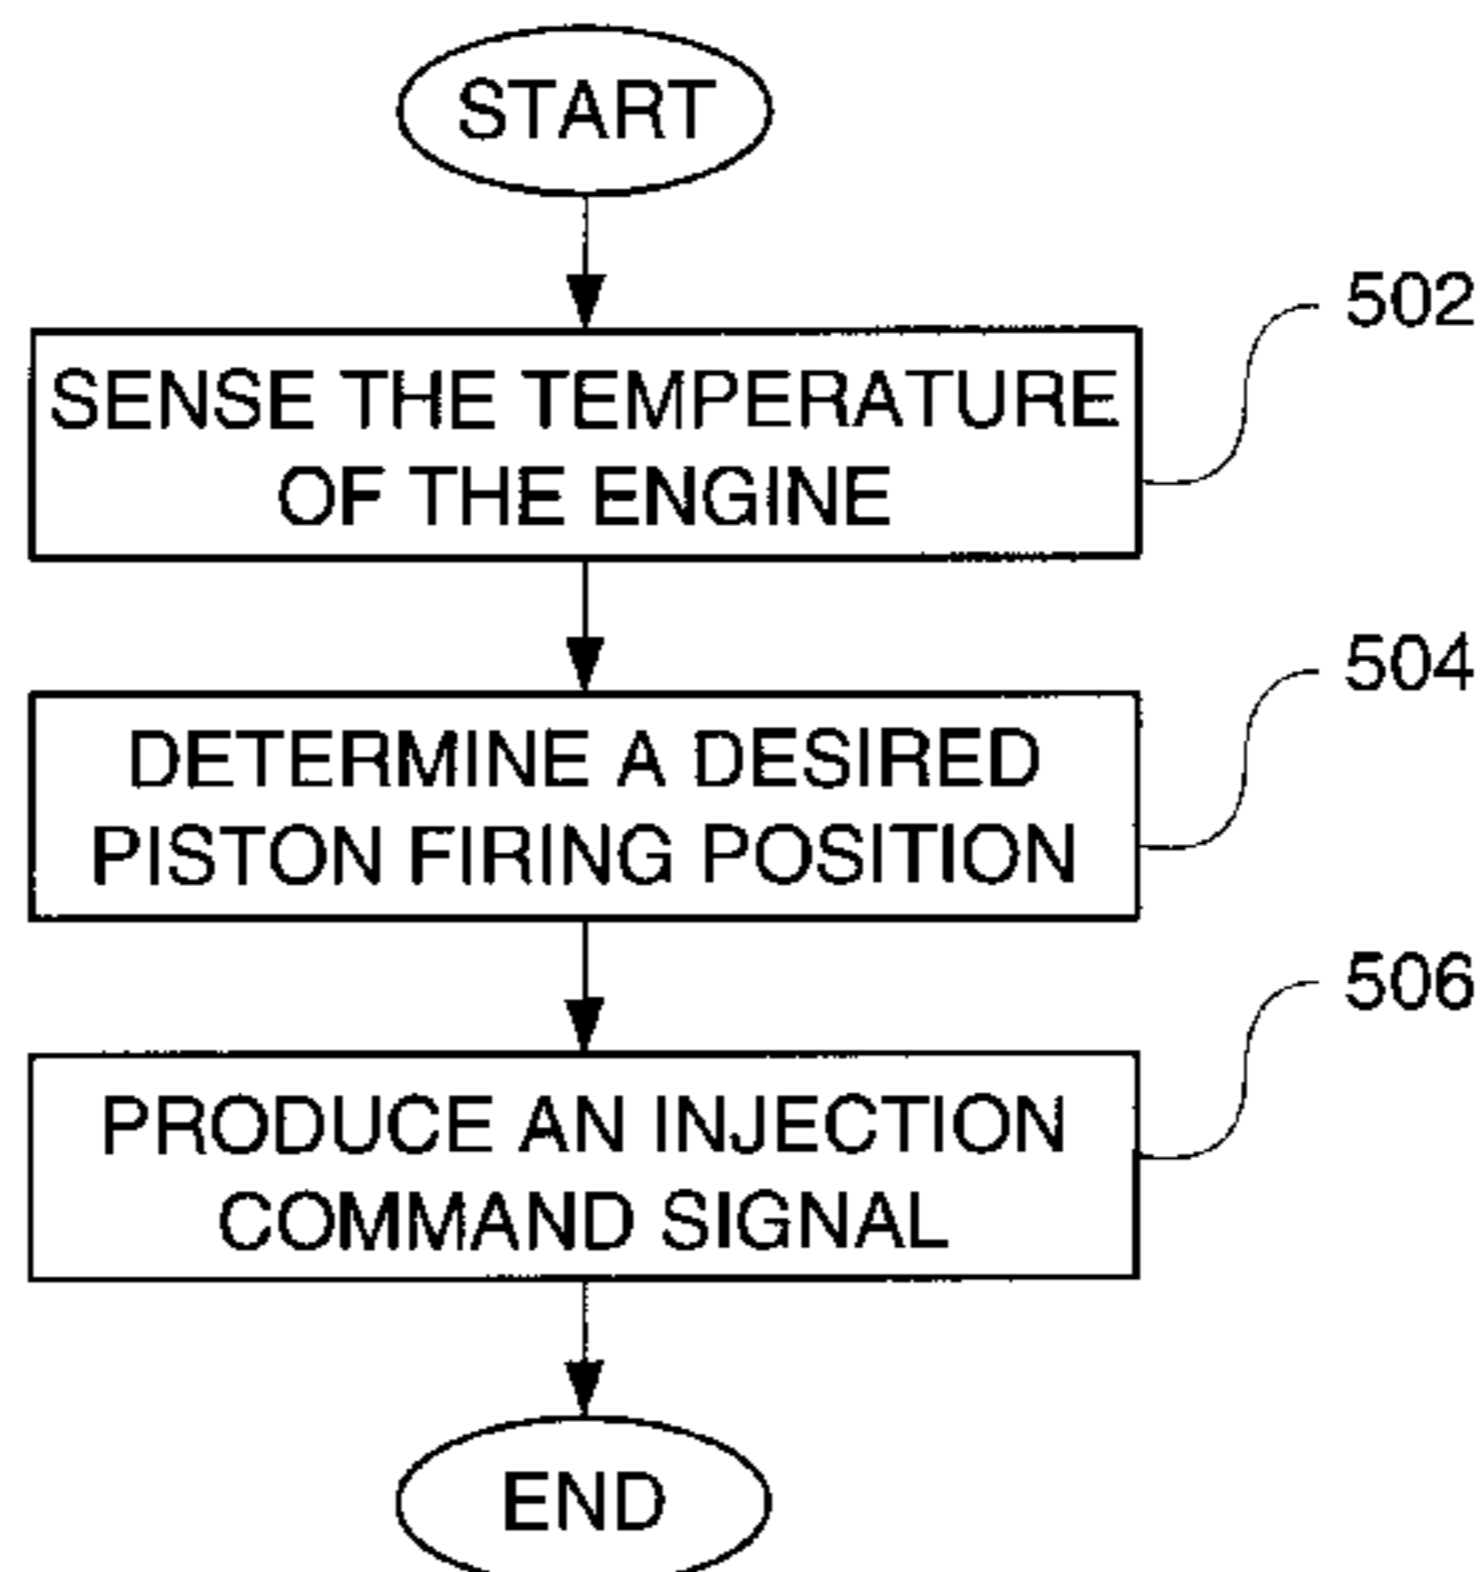 START
502
SENSE THE TEMPERATURE
OF THE ENGINE
504
DETERMINE A DESIRED
PISTON FIRING POSITION
506
PRODUCE AN INJECTION
COMMAND SIGNAL
END